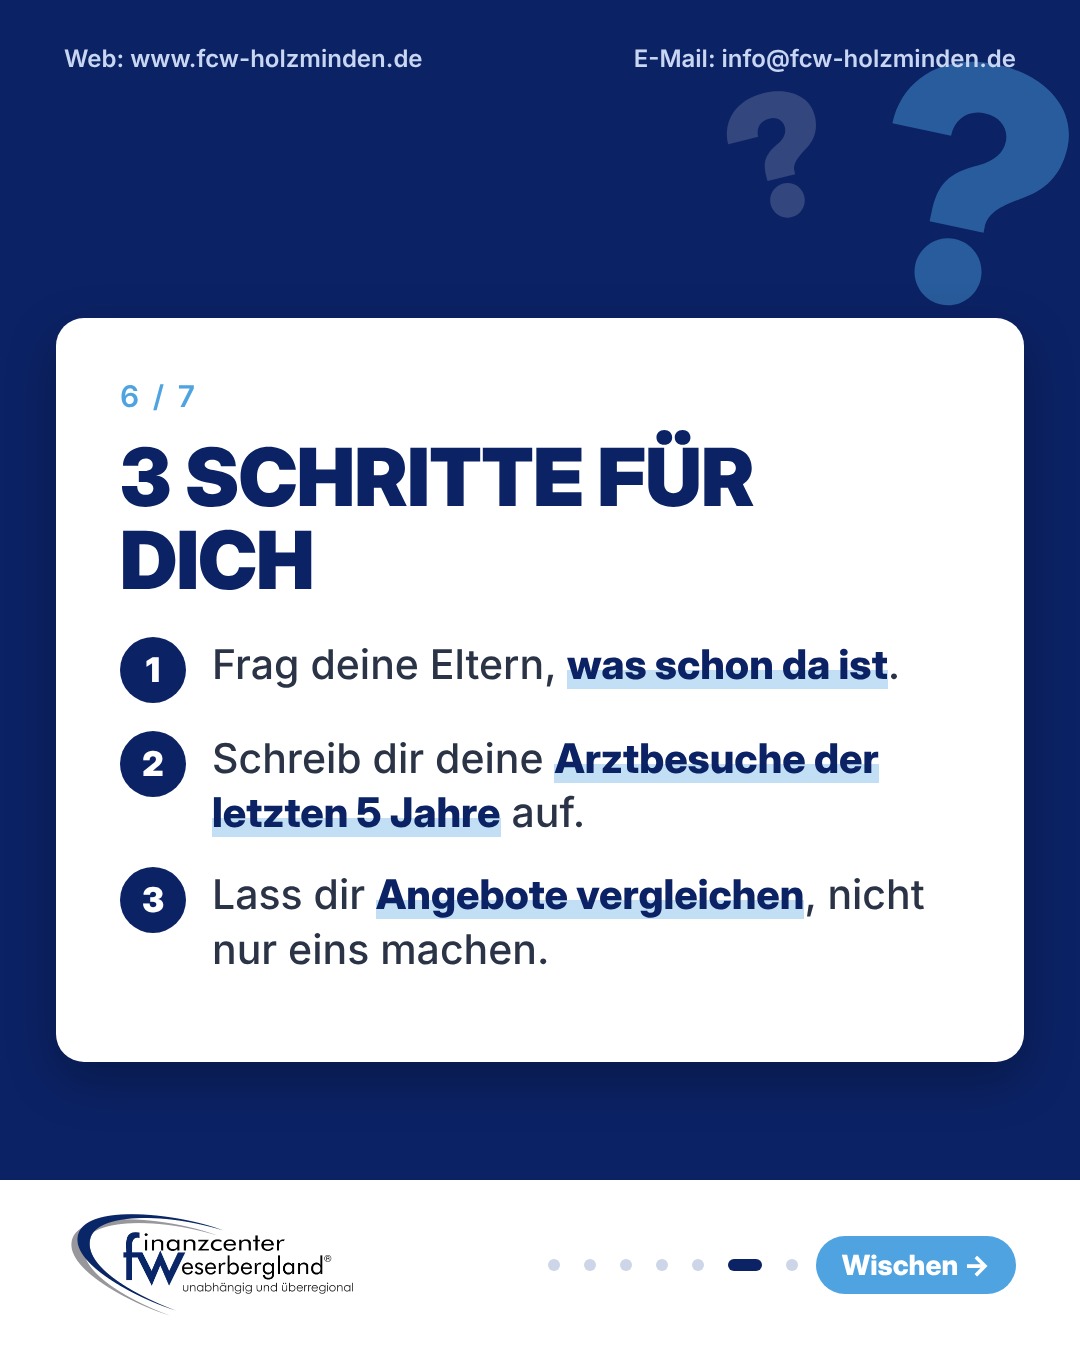 Web: www.fcw-holzminden.de
E-Mail: info@fcw-holzminden.de
? ?
6 / 7
3 SCHRITTE FÜR
DICH
1 Frag deine Eltern, was schon da ist.
2 Schreib dir deine Arztbesuche der
letzten 5 Jahre auf.
3 Lass dir Angebote vergleichen, nicht
nur eins machen.
finanzcenter
Weserbergland®
unabhängig und überregional
Wischen →